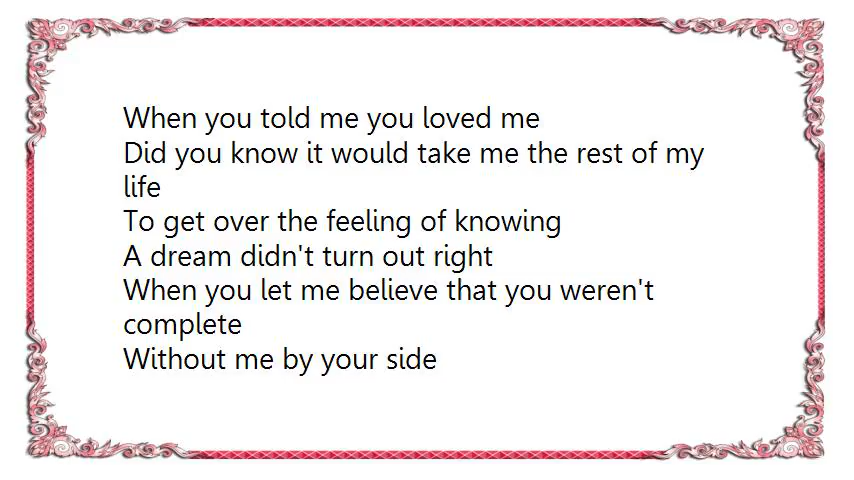 When you told me you loved me
Did you know it would take me the rest of my
life
To get over the feeling of knowing
A dream didn't turn out right
When you let me believe that you weren't
complete
Without me by your side